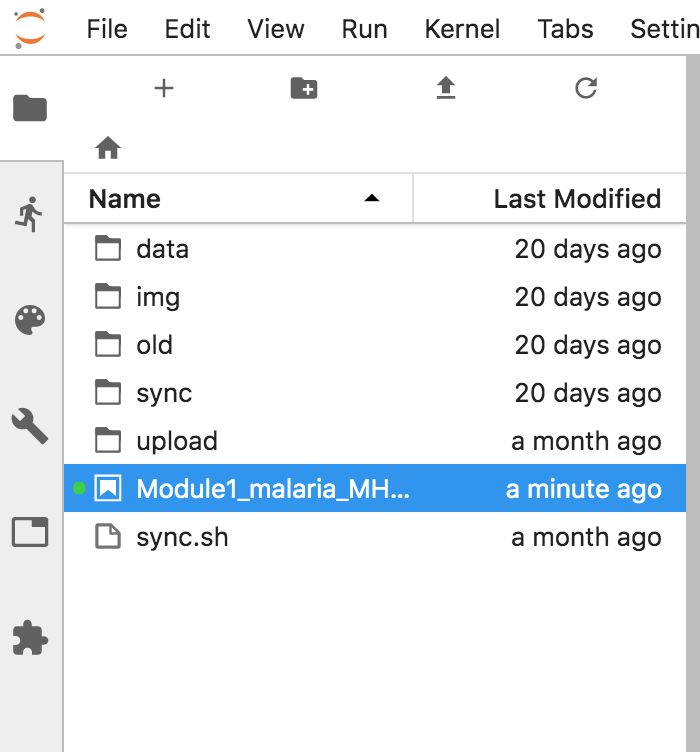 File Edit View Run Kernel Tabs Settin
Name Last Modified
data 20 days ago
img 20 days ago
old 20 days ago
sync 20 days ago
upload a month ago
Module1_malaria_MH... a minute ago
sync.sh a month ago